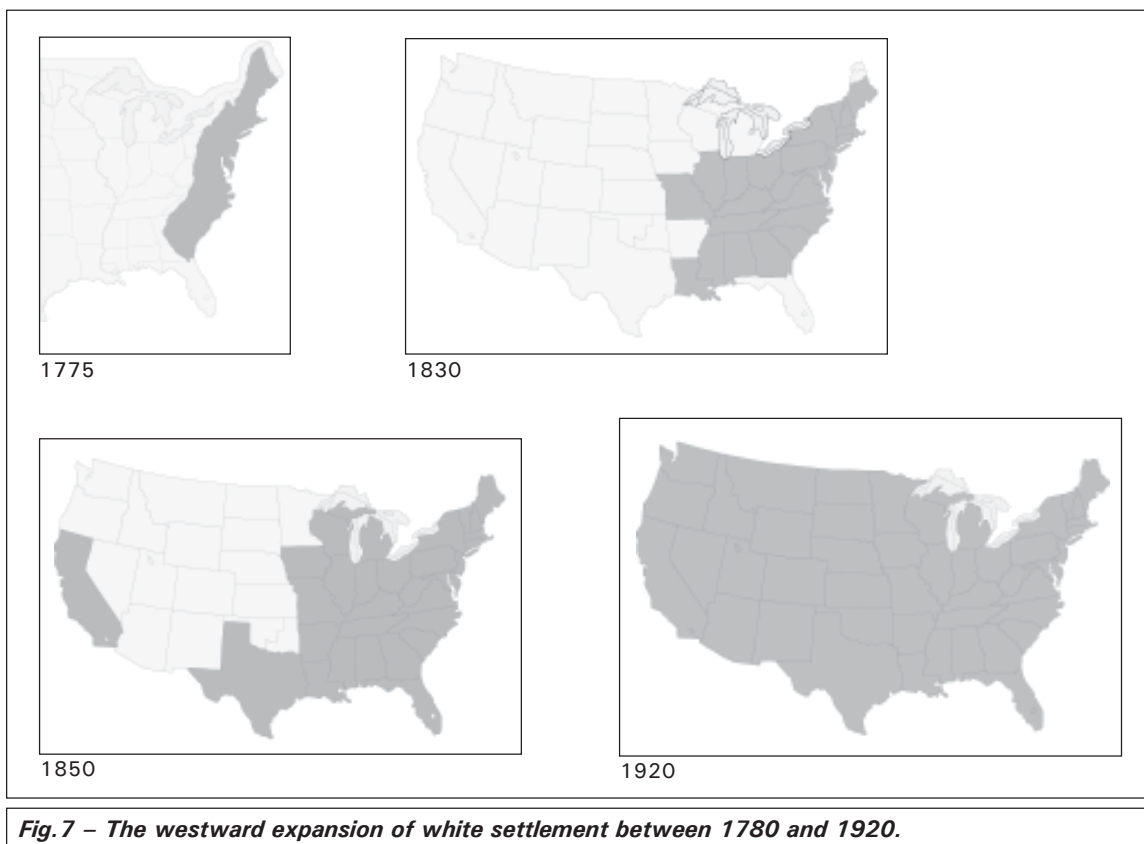 1775
1830
1850
1920
Fig. 7 – The westward expansion of white settlement between 1780 and 1920.